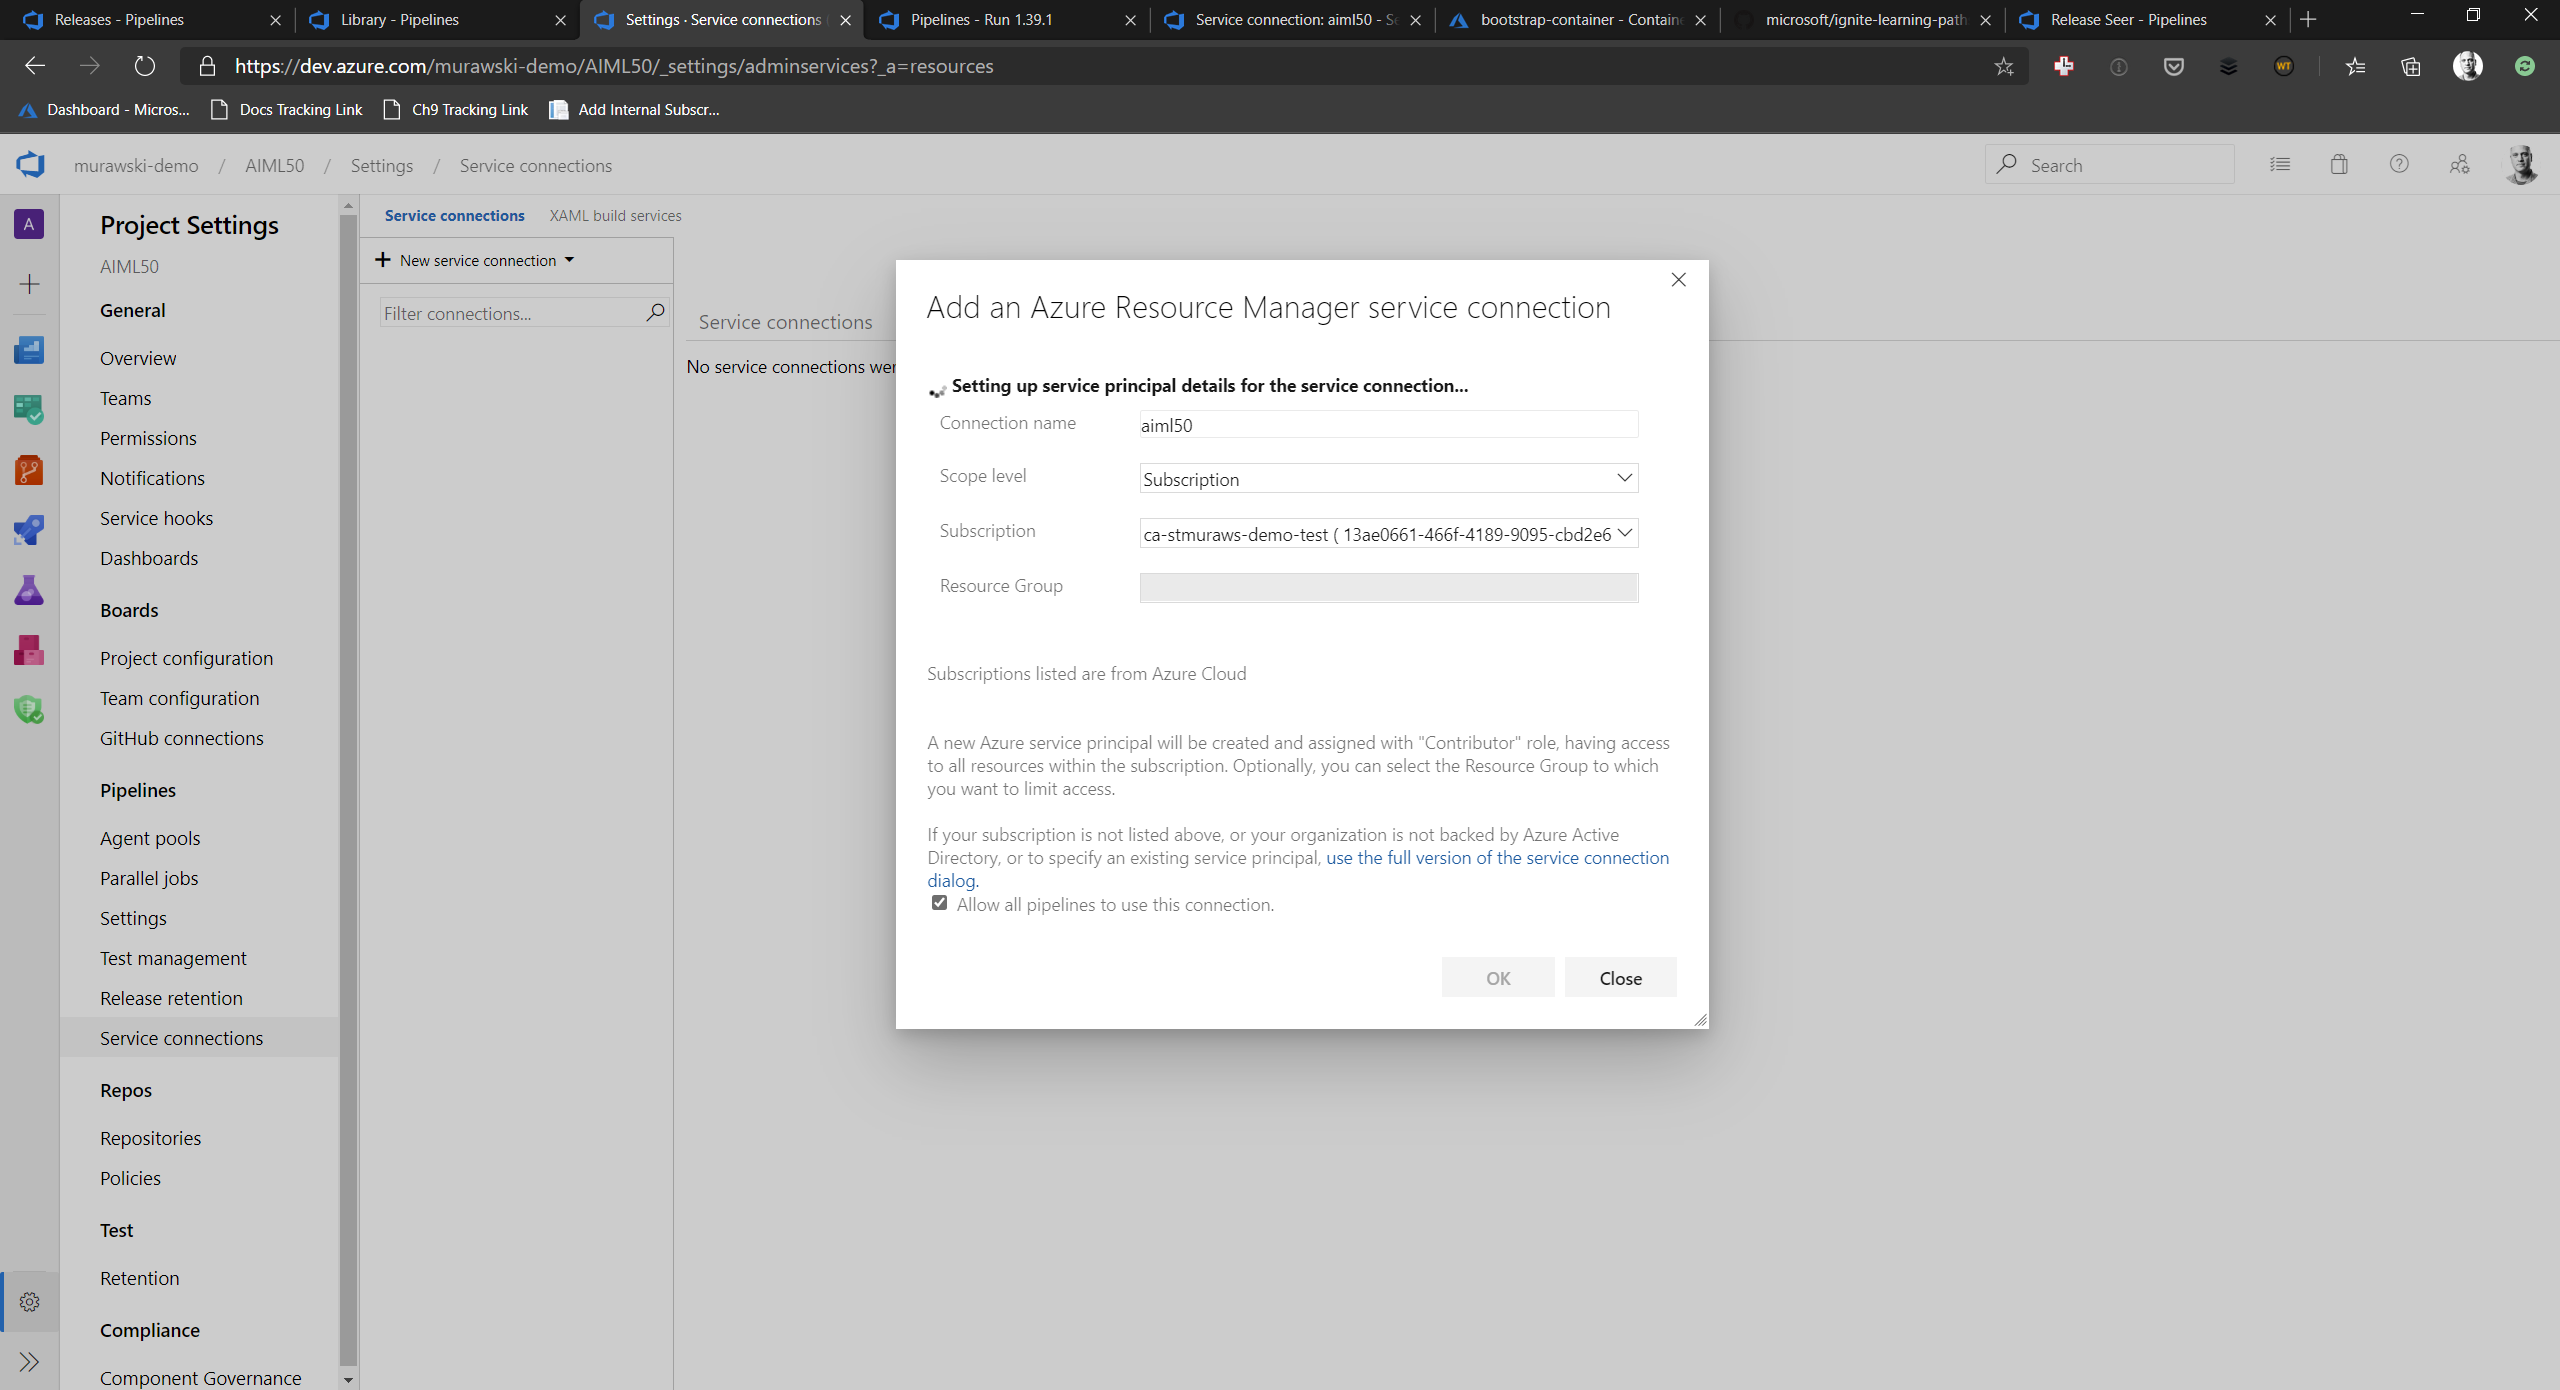 Releases - Pipelines
Library - Pipelines
Settings · Service connections
Pipelines - Run 1.39.1
Service connection: aiml50 - Se
bootstrap-container - Containe
microsoft/ignite-learning-path
Release Seer - Pipelines
https://dev.azure.com/murawski-demo/AIML50/_settings/adminservices?_a=resources
WT
Dashboard - Micros...
Docs Tracking Link
Ch9 Tracking Link
Add Internal Subscr...
murawski-demo / AIML50 / Settings / Service connections
Search
A
Project Settings
AIML50
General
Overview
Teams
Permissions
Notifications
Service hooks
Dashboards
Boards
Project configuration
Team configuration
GitHub connections
Pipelines
Agent pools
Parallel jobs
Settings
Test management
Release retention
Service connections
Repos
Repositories
Policies
Test
Retention
Compliance
Component Governance
Service connections
XAML build services
New service connection
Filter connections...
Service connections
No service connections wer
Add an Azure Resource Manager service connection
Setting up service principal details for the service connection...
Connection name
aiml50
Scope level
Subscription
Subscription
ca-stmuraws-demo-test ( 13ae0661-466f-4189-9095-cbd2e6
Resource Group
Subscriptions listed are from Azure Cloud
A new Azure service principal will be created and assigned with "Contributor" role, having access
to all resources within the subscription. Optionally, you can select the Resource Group to which
you want to limit access.
If your subscription is not listed above, or your organization is not backed by Azure Active
Directory, or to specify an existing service principal, use the full version of the service connection
dialog.
Allow all pipelines to use this connection.
OK
Close